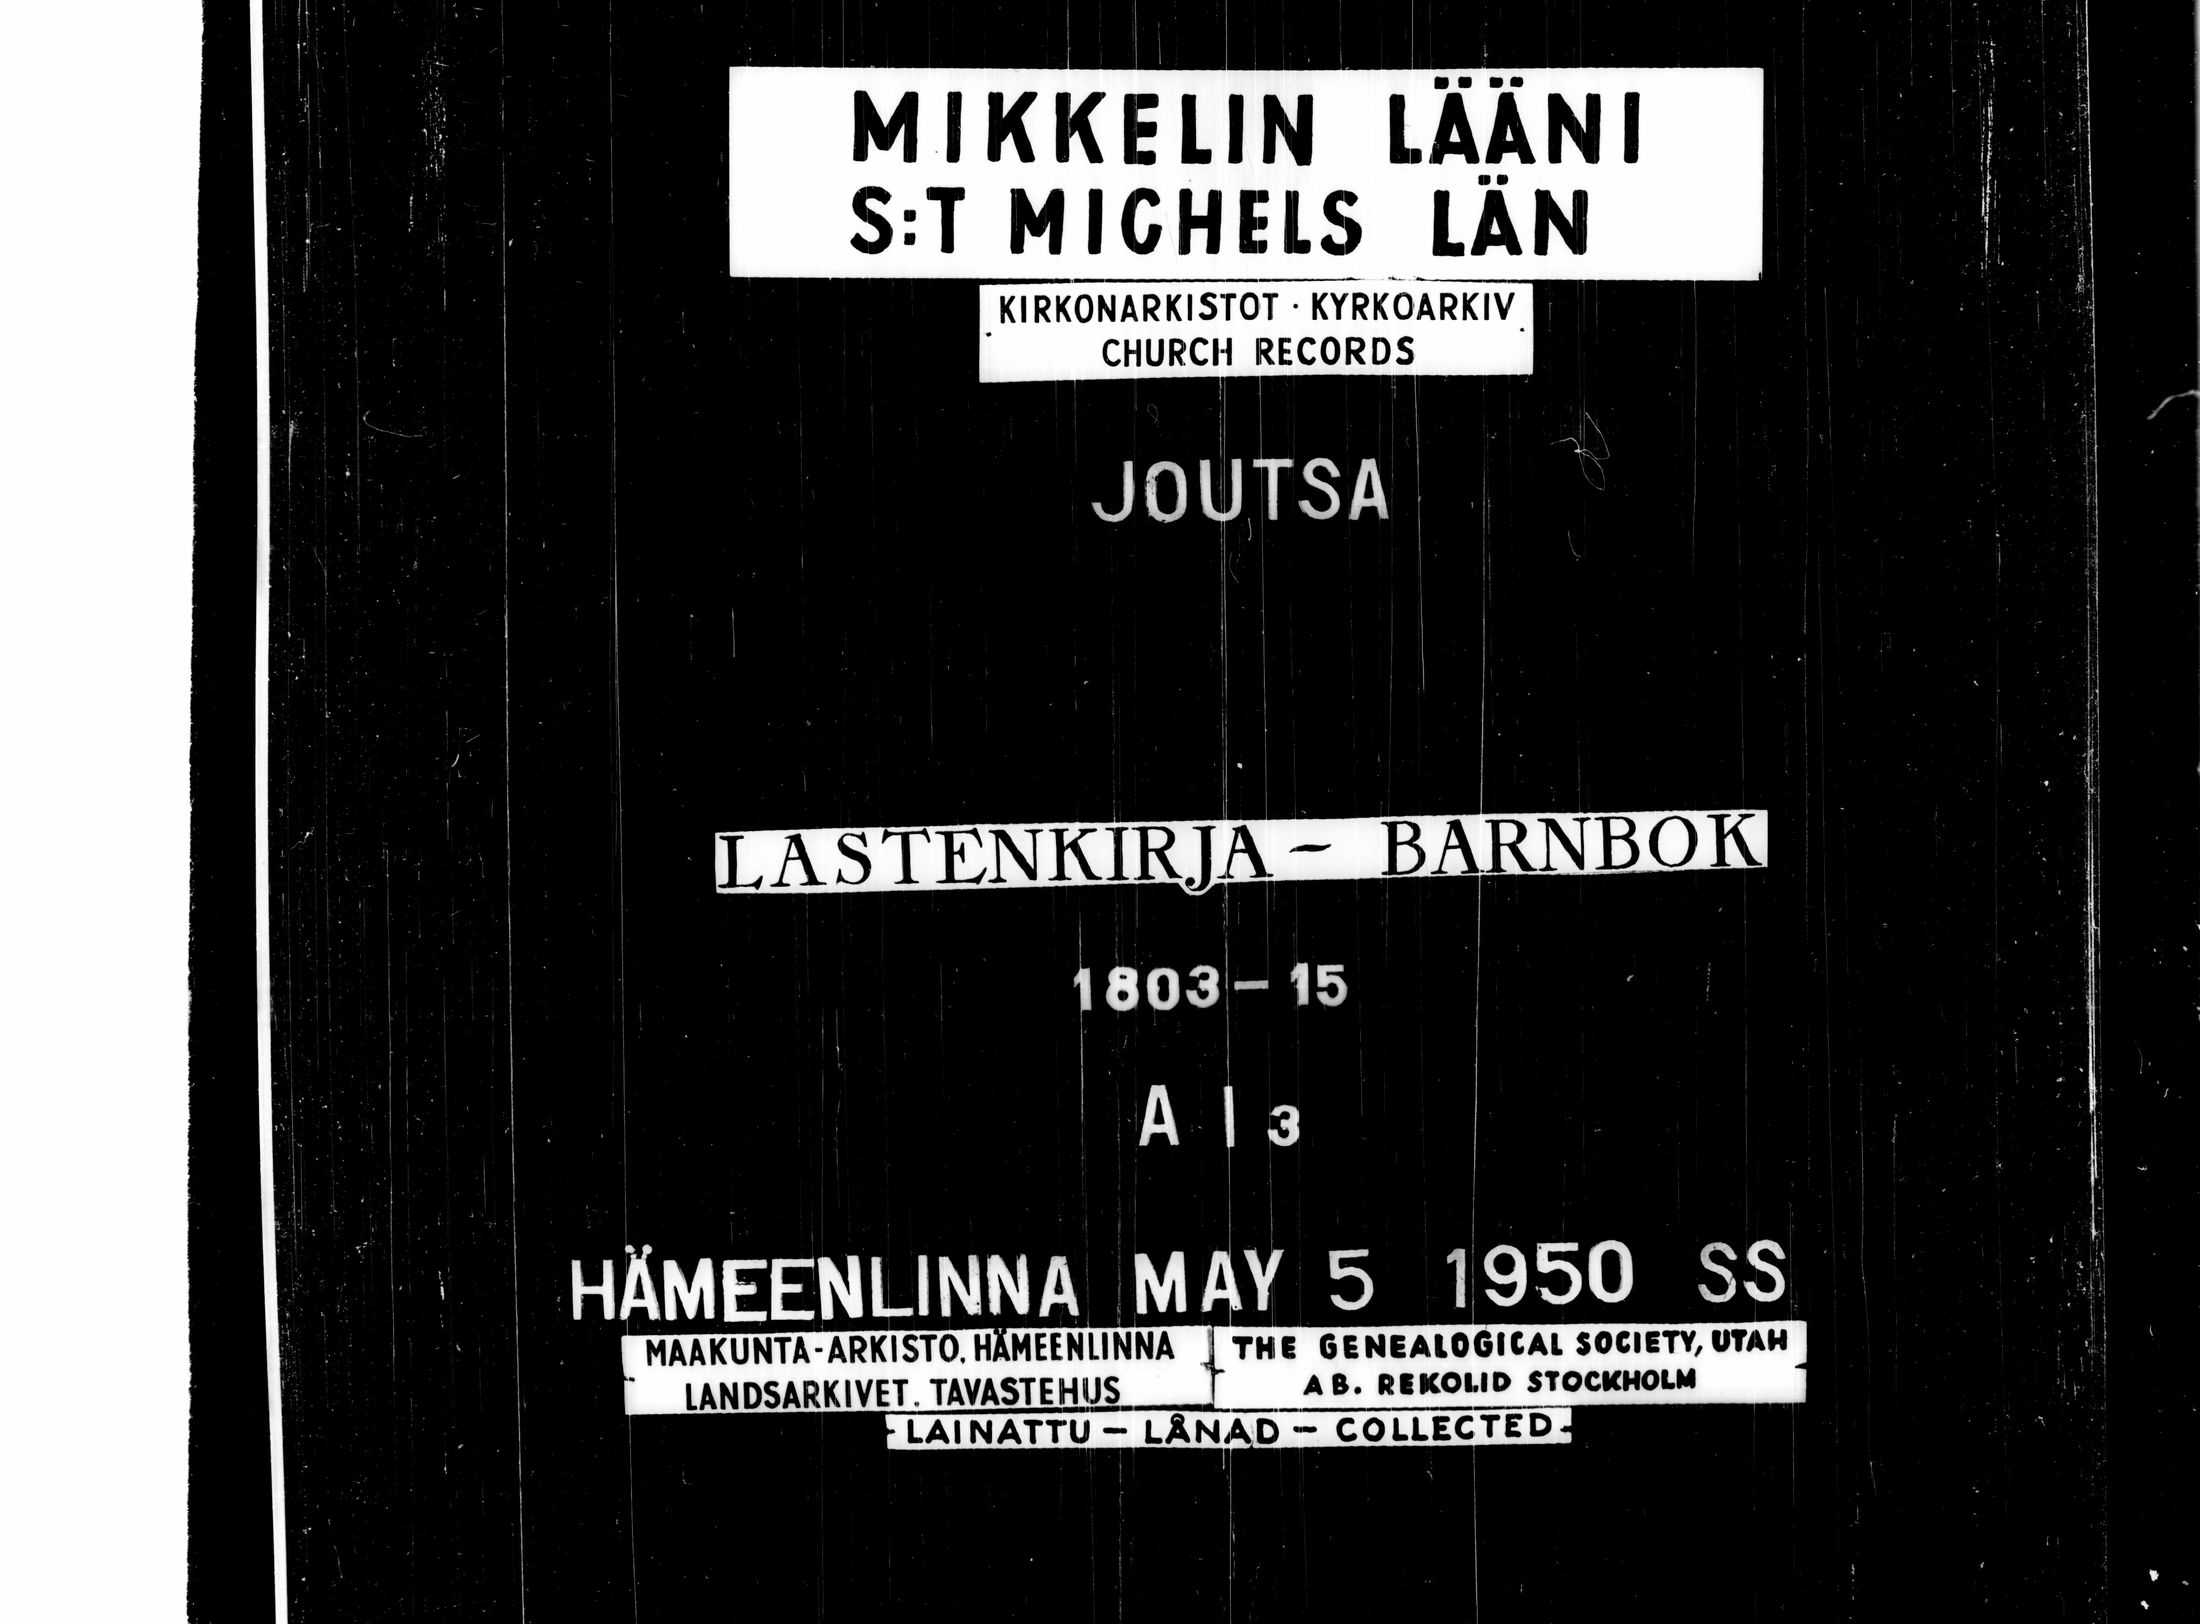 MIKKELIN LÄÄNI
S:T MICHELS LÄN
KIRKONARKISTOT · KYRKOARKIV
CHURCH RECORDS
JOUTSA
LASTENKIRJA – BARNBOK
1803 – 15
A I 3
HÄMEENLINNA MAY 5 1950 SS
MAAKUNTA-ARKISTO, HÄMEENLINNA
LANDSARKIVET. TAVASTEHUS
THE GENEALOGICAL SOCIETY, UTAH
AB. REKOLID STOCKHOLM
LAINATTU – LÅNAD – COLLECTED